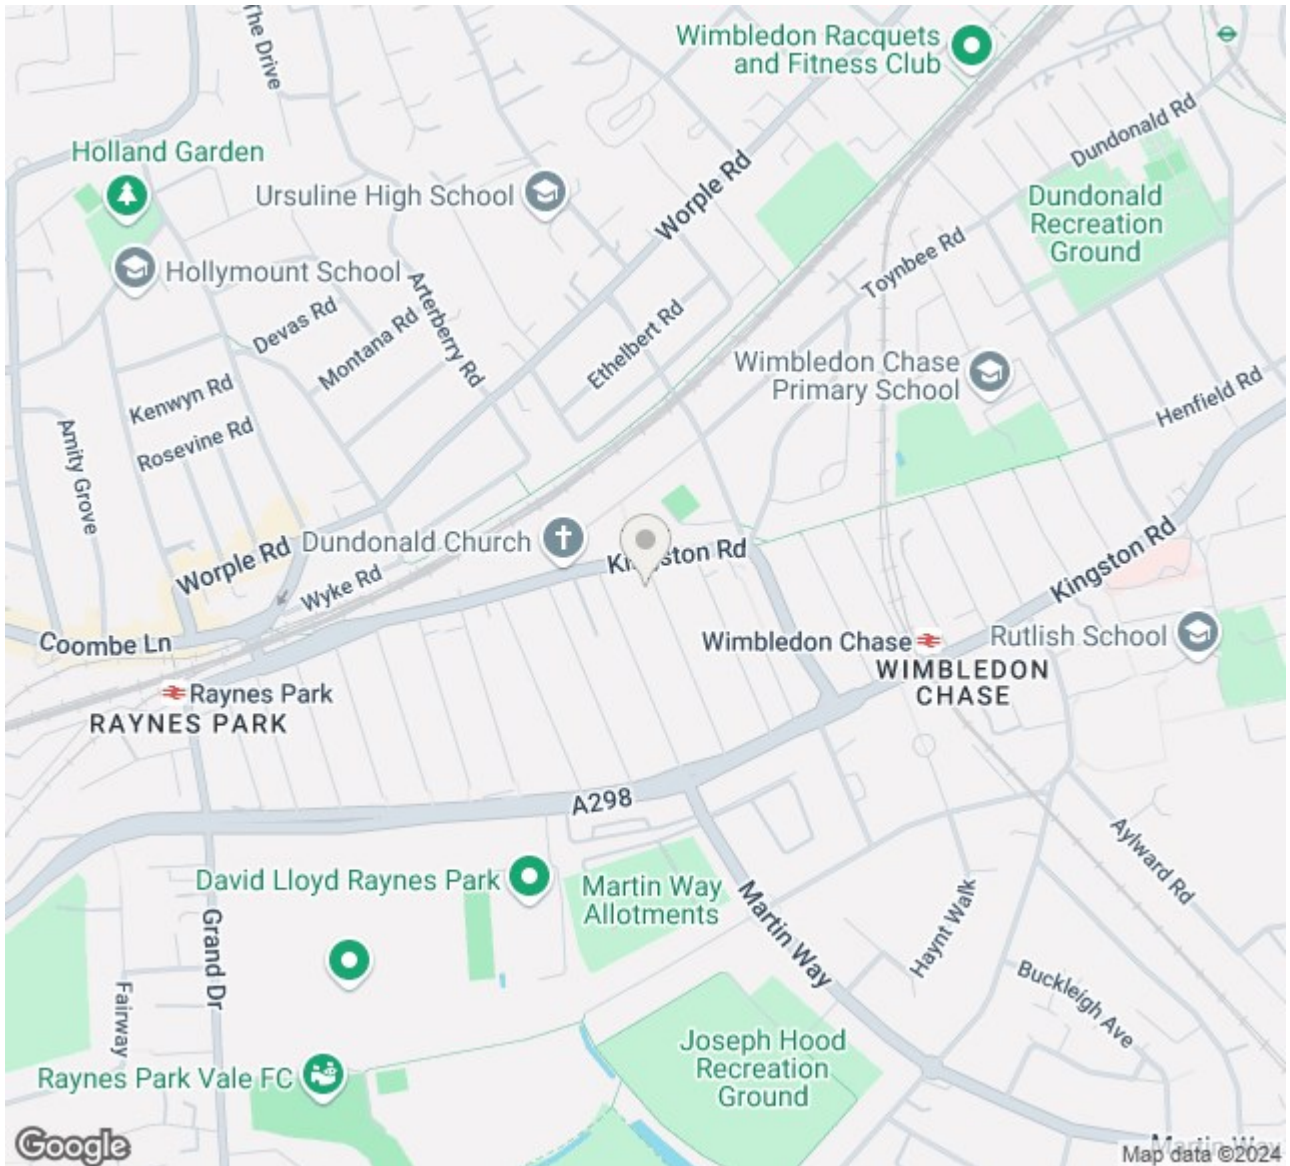 The Drive
Wimbledon Racquets
and Fitness Club
Dundonald Rd
Holland Garden
Ursuline High School
Worple Rd
Dundonald
Recreation
Ground
Toynbee Rd
Hollymount School
Arterberry Rd
Devas Rd
Montana Rd
Ethelbert Rd
Wimbledon Chase
Primary School
Kenwyn Rd
Henfield Rd
Rosevine Rd
Amity Grove
Dundonald Church
Kingston Rd
Worple Rd
Wyke Rd
Kingston Rd
Coombe Ln
Wimbledon Chase
Rutlish School
WIMBLEDON
CHASE
Raynes Park
RAYNES PARK
A298
Aylward Rd
David Lloyd Raynes Park
Martin Way
Allotments
Martin Way
Haynt Walk
Grand Dr
Fairway
Buckleigh Ave
Joseph Hood
Recreation
Ground
Raynes Park Vale FC
Google
Martin Way
Map data ©2024